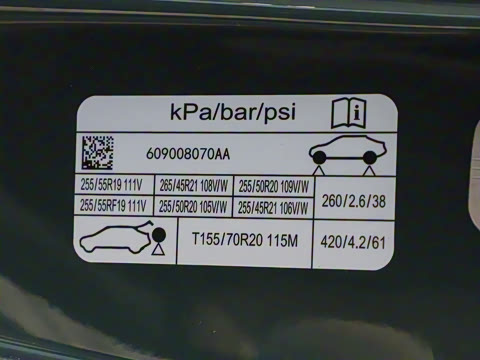 kPa/bar/psi
609008070AA
255/55R19 111V 265/45R21 108V/W 255/50R20 109V/W
255/55RF19 111V 255/50R20 105V/W 255/45R21 106V/W
260/2.6/38
T155/70R20 115M 420/4.2/61